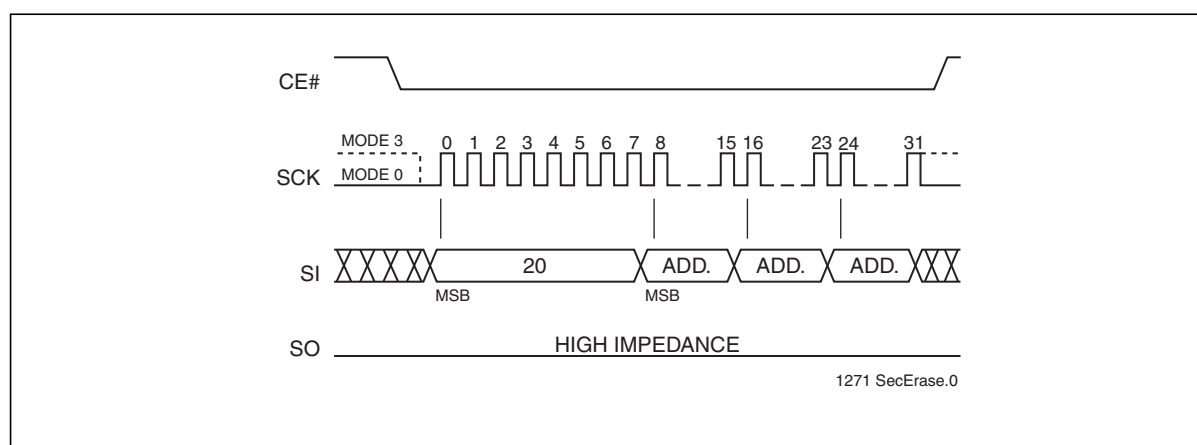 CE#
MODE 3
0 1 2 3 4 5 6 7 8 15 16 23 24 31
SCK
MODE 0
SI
20
ADD.
ADD.
ADD.
MSB
MSB
SO
HIGH IMPEDANCE
1271 SecErase.0